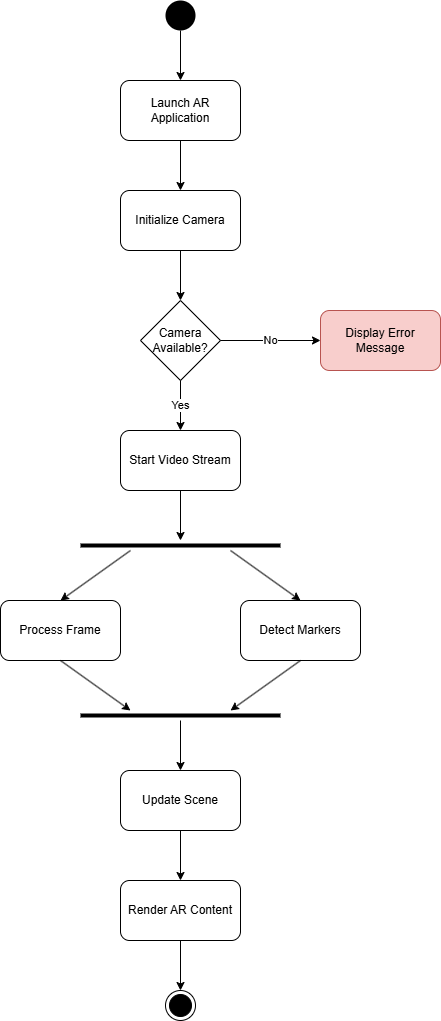 Launch AR
Application
Initialize Camera
Camera
Available?
No
Display Error
Message
Yes
Start Video Stream
Process Frame
Detect Markers
Update Scene
Render AR Content